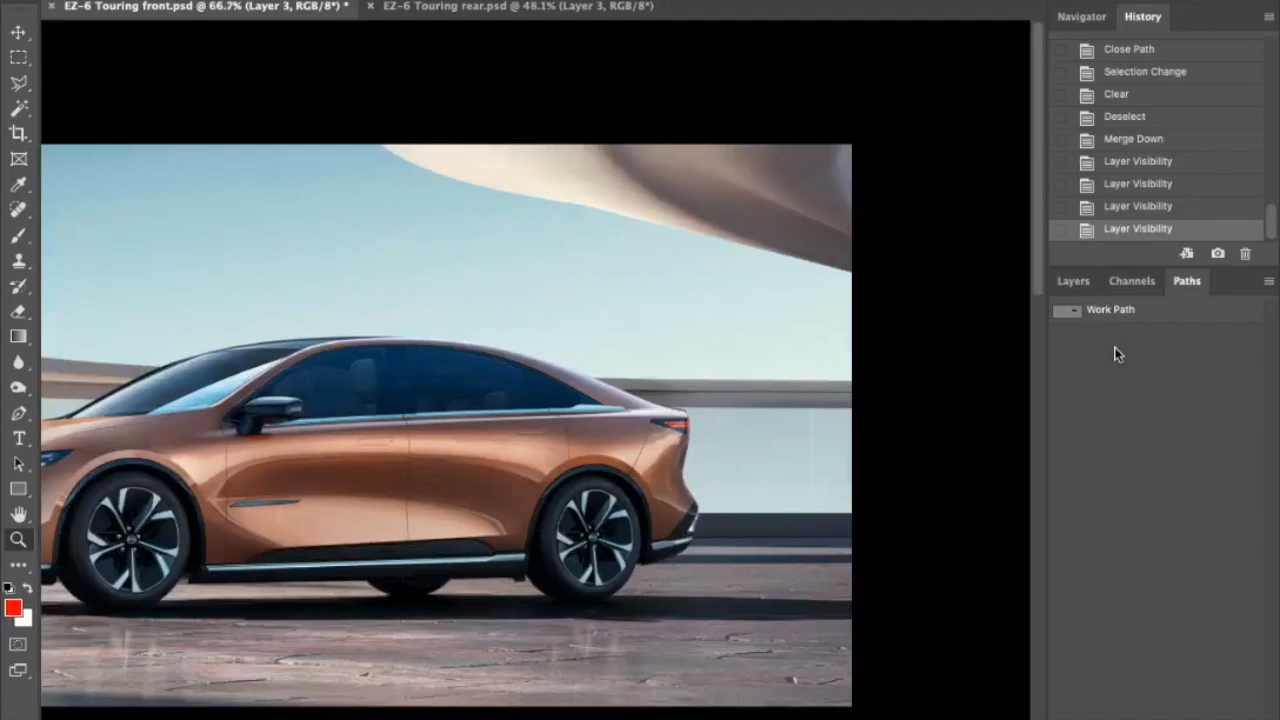 EZ-6 Touring front.psd @ 66.7% (Layer 3, RGB/8*) *
EZ-6 Touring rear.psd @ 48.1% (Layer 3, RGB/8*)
Navigator
History
Close Path
Selection Change
Clear
Deselect
Merge Down
Layer Visibility
Layer Visibility
Layer Visibility
Layer Visibility
Layers
Channels
Paths
Work Path